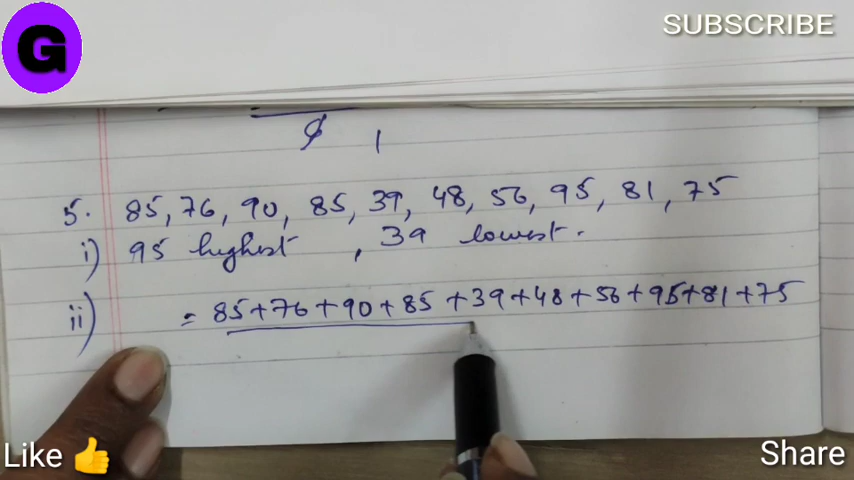 G
SUBSCRIBE
1
5. 85, 76, 90, 85, 39, 48, 56, 95, 81, 75
i) 95 highest , 39 lowest.
ii) = 85+76+90+85+39+48+56+95+81+75
Like 👍
Share